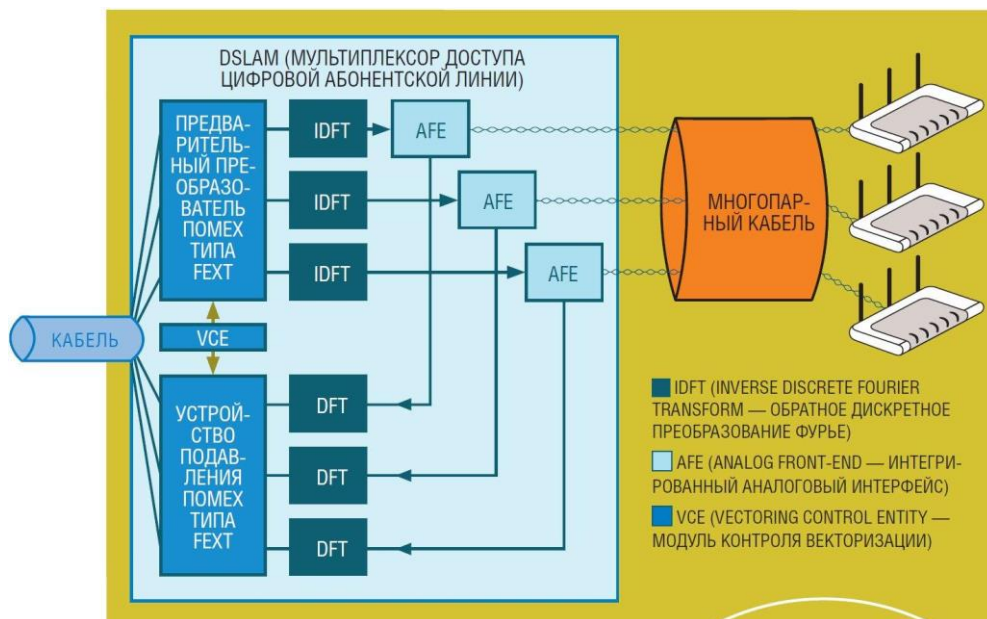 DSLAM (МУЛЬТИПЛЕКСОР ДОСТУПА
ЦИФРОВОЙ АБОНЕНТСКОЙ ЛИНИИ)
ПРЕДВА-
РИТЕЛЬ-
НЫЙ ПРЕ-
ОБРАЗО-
ВАТЕЛЬ
ПОМЕХ
ТИПА
FEXT
IDFT
AFE
IDFT
AFE
IDFT
AFE
МНОГОПАР-
НЫЙ КАБЕЛЬ
КАБЕЛЬ
VCE
УСТРОЙ-
СТВО
ПОДАВ-
ЛЕНИЯ
ПОМЕХ
ТИПА
FEXT
DFT
DFT
DFT
IDFT (INVERSE DISCRETE FOURIER
TRANSFORM — ОБРАТНОЕ ДИСКРЕТНОЕ
ПРЕОБРАЗОВАНИЕ ФУРЬЕ)
AFE (ANALOG FRONT-END — ИНТЕГРИ-
РОВАННЫЙ АНАЛОГОВЫЙ ИНТЕРФЕЙС)
VCE (VECTORING CONTROL ENTITY —
МОДУЛЬ КОНТРОЛЯ ВЕКТОРИЗАЦИИ)